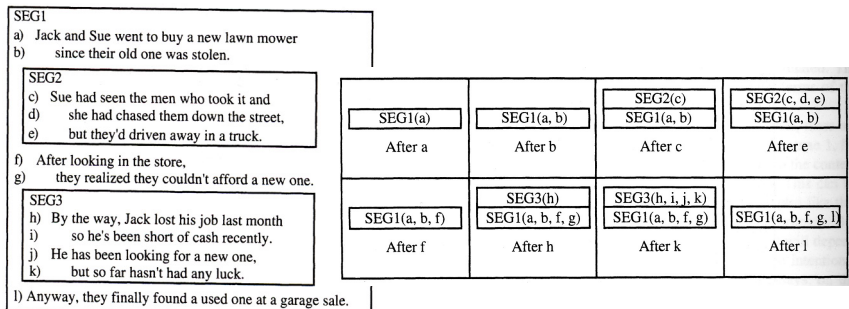 SEG1
a) Jack and Sue went to buy a new lawn mower
b) since their old one was stolen.
SEG2
c) Sue had seen the men who took it and
d) she had chased them down the street,
e) but they'd driven away in a truck.
f) After looking in the store,
g) they realized they couldn't afford a new one.
SEG3
h) By the way, Jack lost his job last month
i) so he's been short of cash recently.
j) He has been looking for a new one,
k) but so far hasn't had any luck.
l) Anyway, they finally found a used one at a garage sale.
SEG1(a)
After a
SEG1(a, b)
After b
SEG2(c)
SEG1(a, b)
After c
SEG2(c, d, e)
SEG1(a, b)
After e
SEG1(a, b, f)
After f
SEG3(h)
SEG1(a, b, f, g)
After h
SEG3(h, i, j, k)
SEG1(a, b, f, g)
After k
SEG1(a, b, f, g, l)
After l